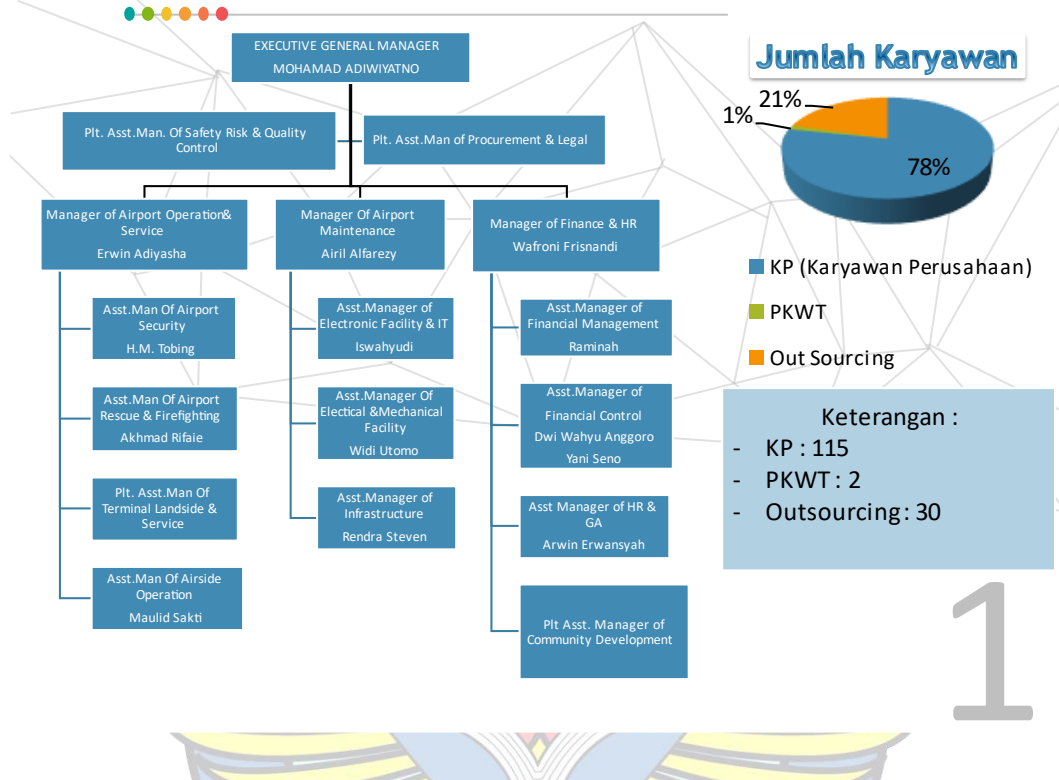 EXECUTIVE GENERAL MANAGER
MOHAMAD ADIWIYATNO
Plt. Asst.Man. Of Safety Risk & Quality
Control
Plt. Asst.Man of Procurement & Legal
Manager of Airport Operation&
Service
Erwin Adiyasha
Manager Of Airport
Maintenance
Airil Alfarezy
Manager of Finance & HR
Wafroni Frisnandi
Asst.Man Of Airport
Security
H.M. Tobing
Asst.Man Of Airport
Rescue & Firefighting
Akhmad Rifaie
Plt. Asst.Man Of
Terminal Landside &
Service
Asst.Man Of Airside
Operation
Maulid Sakti
Asst.Manager of
Electronic Facility & IT
Iswahyudi
Asst.Manager Of
Electical &Mechanical
Facility
Widi Utomo
Asst.Manager of
Infrastructure
Rendra Steven
Asst.Manager of
Financial Management
Raminah
Asst.Manager of
Financial Control
Dwi Wahyu Anggoro
Yani Seno
Asst Manager of HR &
GA
Arwin Erwansyah
Plt Asst. Manager of
Community Development
Jumlah Karyawan
21%
1%
78%
KP (Karyawan Perusahaan)
PKWT
Out Sourcing
Keterangan :
- KP : 115
- PKWT : 2
- Outsourcing : 30
1